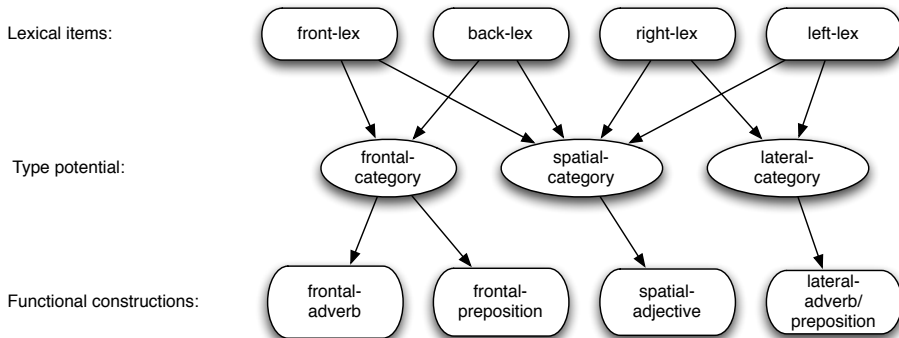 Lexical items:
front-lex
back-lex
right-lex
left-lex
Type potential:
frontal-
category
spatial-
category
lateral-
category
Functional constructions:
frontal-
adverb
frontal-
preposition
spatial-
adjective
lateral-
adverb/
preposition